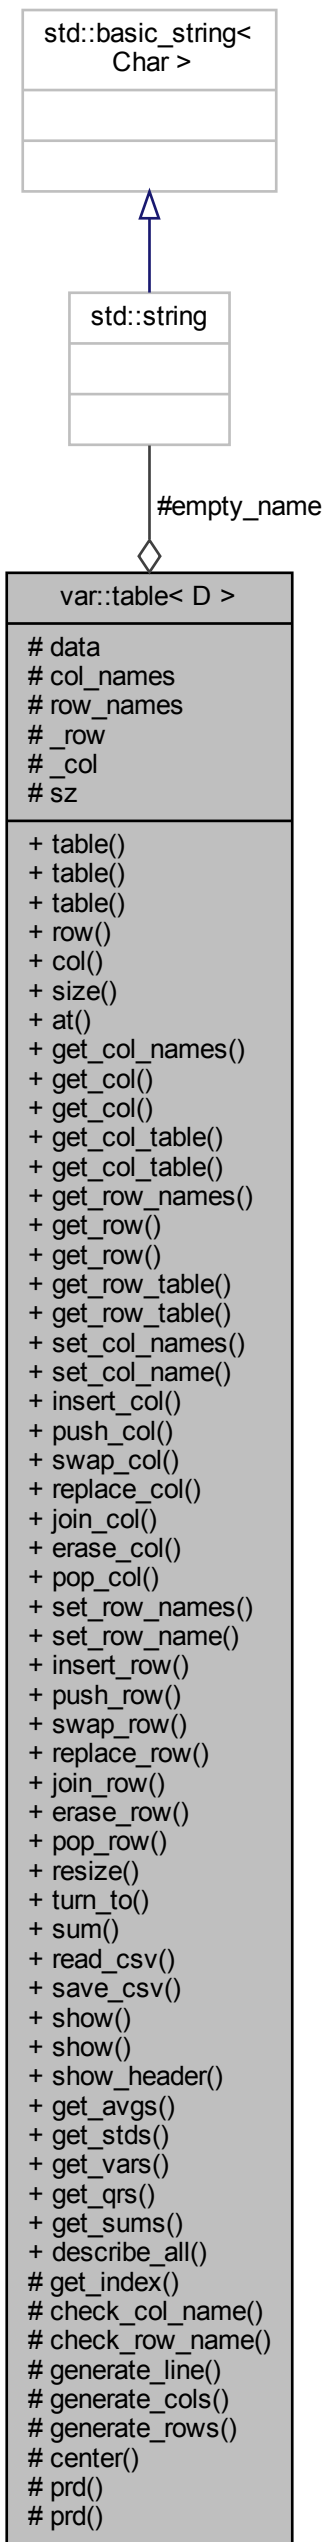 std::basic_string<
Char >
std::string
#empty_name
var::table< D >
# data
# col_names
# row_names
# _row
# _col
# sz
+ table()
+ table()
+ table()
+ row()
+ col()
+ size()
+ at()
+ get_col_names()
+ get_col()
+ get_col()
+ get_col_table()
+ get_col_table()
+ get_row_names()
+ get_row()
+ get_row()
+ get_row_table()
+ get_row_table()
+ set_col_names()
+ set_col_name()
+ insert_col()
+ push_col()
+ swap_col()
+ replace_col()
+ join_col()
+ erase_col()
+ pop_col()
+ set_row_names()
+ set_row_name()
+ insert_row()
+ push_row()
+ swap_row()
+ replace_row()
+ join_row()
+ erase_row()
+ pop_row()
+ resize()
+ turn_to()
+ sum()
+ read_csv()
+ save_csv()
+ show()
+ show()
+ show_header()
+ get_avgs()
+ get_stds()
+ get_vars()
+ get_qrs()
+ get_sums()
+ describe_all()
# get_index()
# check_col_name()
# check_row_name()
# generate_line()
# generate_cols()
# generate_rows()
# center()
# prd()
# prd()